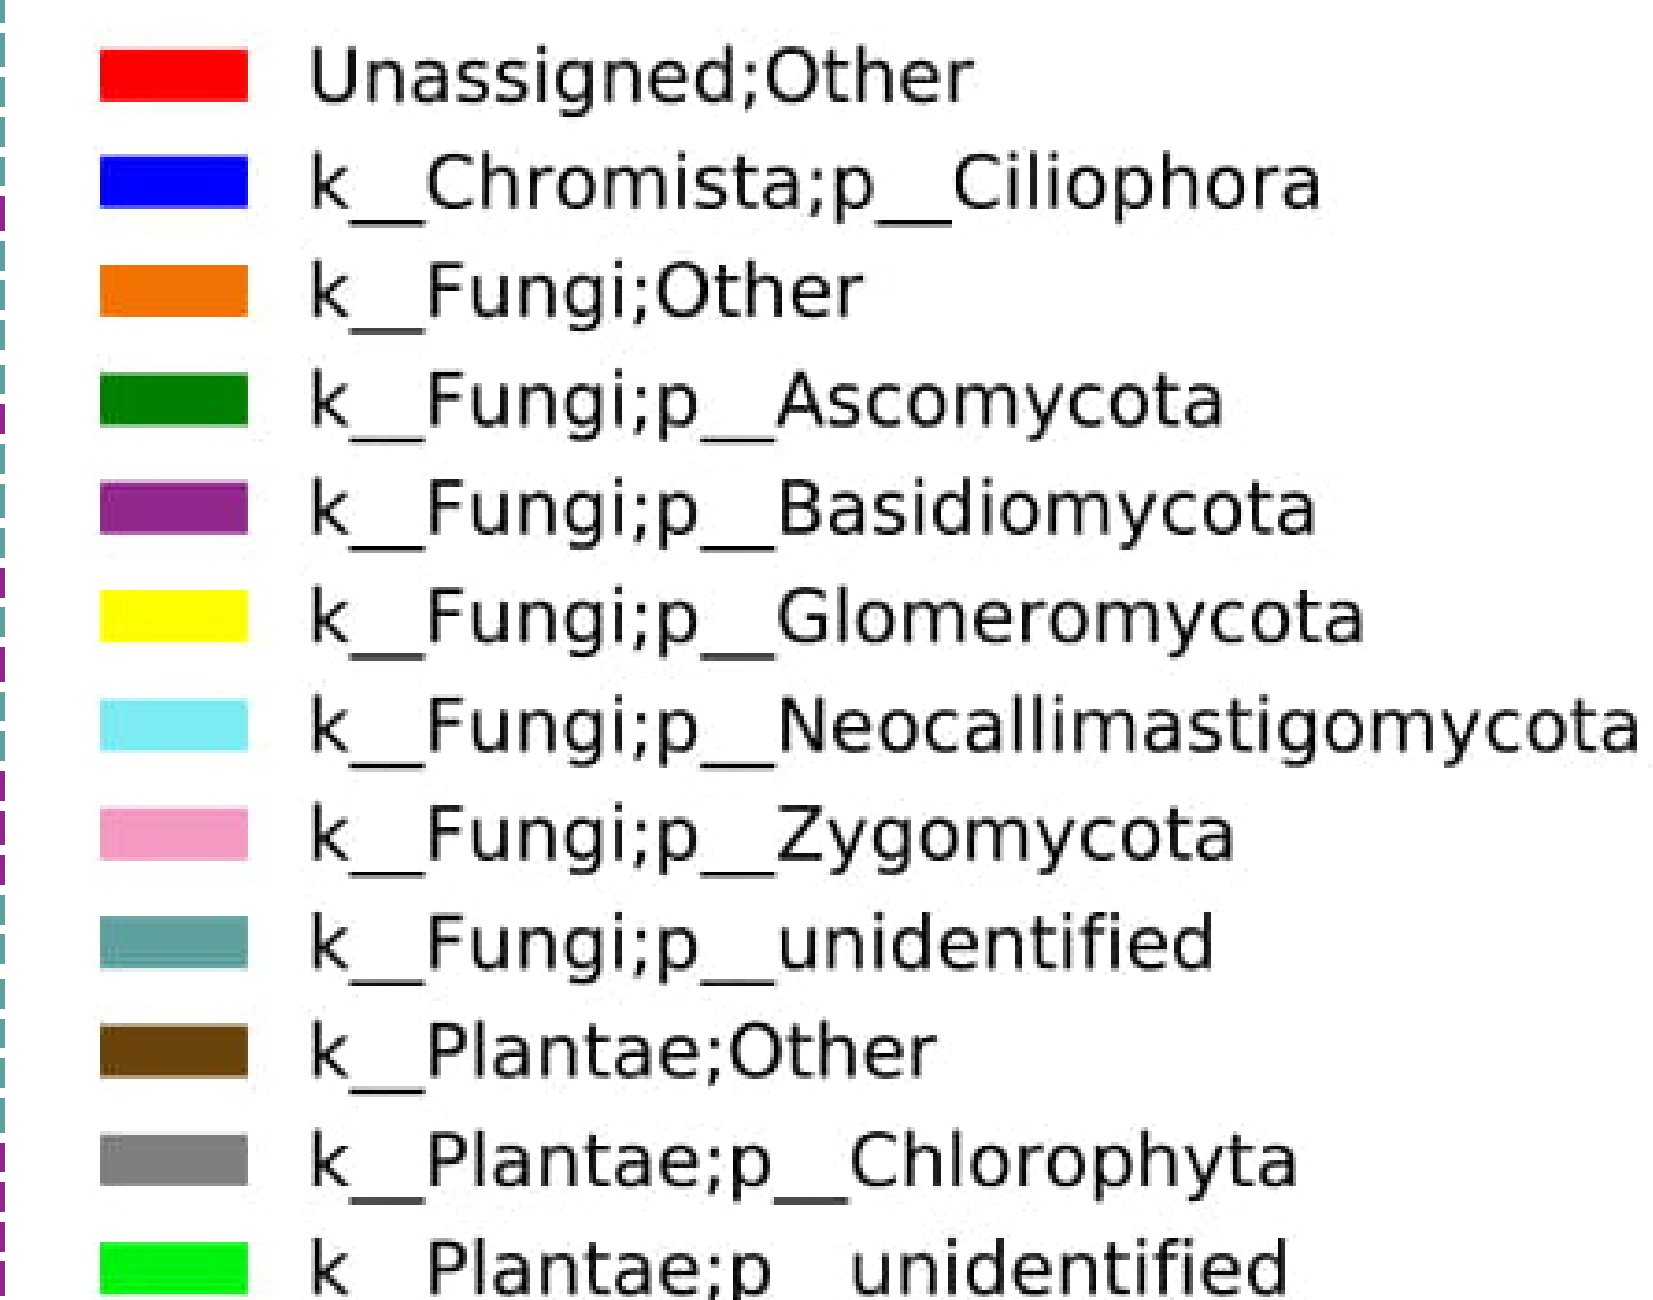 Unassigned;Other
k__Chromista;p__Ciliophora
k__Fungi;Other
k__Fungi;p__Ascomycota
k__Fungi;p__Basidiomycota
k__Fungi;p__Glomeromycota
k__Fungi;p__Neocallimastigomycota
k__Fungi;p__Zygomycota
k__Fungi;p__unidentified
k__Plantae;Other
k__Plantae;p__Chlorophyta
k__Plantae;p__unidentified